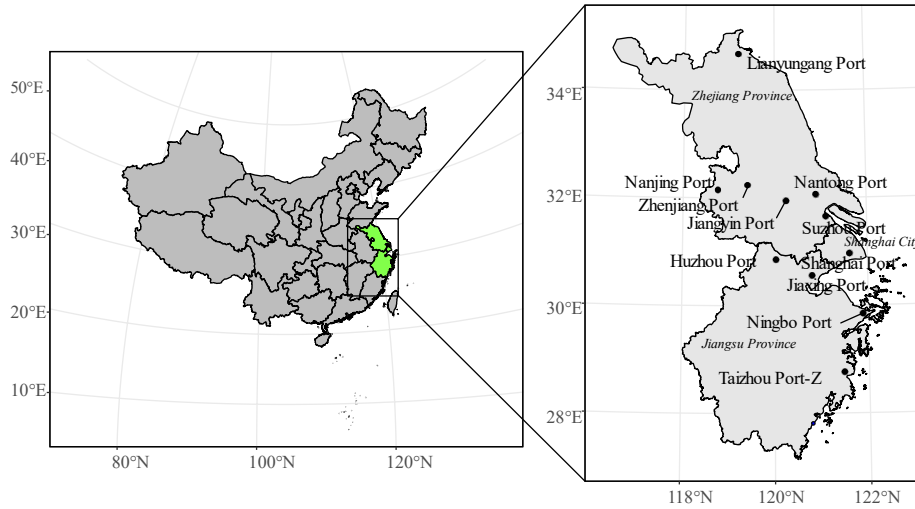 50°E
40°E
30°E
20°E
10°E
80°N
100°N
120°N
34°N
32°N
30°N
28°N
118°N
120°N
122°N
Lianyungang Port
Zhejiang Province
Nanjing Port
Nantong Port
Zhenjiang Port
Jiangyin Port
Suzhou Port
Shanghai City
Huzhou Port
Shanghai Port
Jiaxing Port
Ningbo Port
Jiangsu Province
Taizhou Port-Z